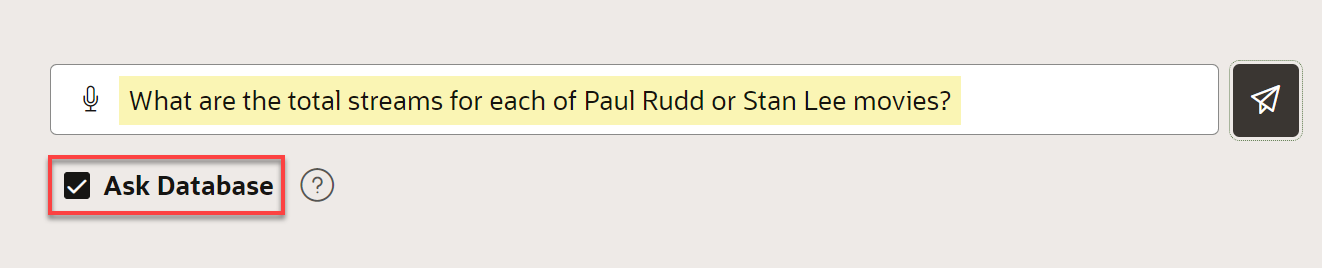 What are the total streams for each of Paul Rudd or Stan Lee movies?
Ask Database ?